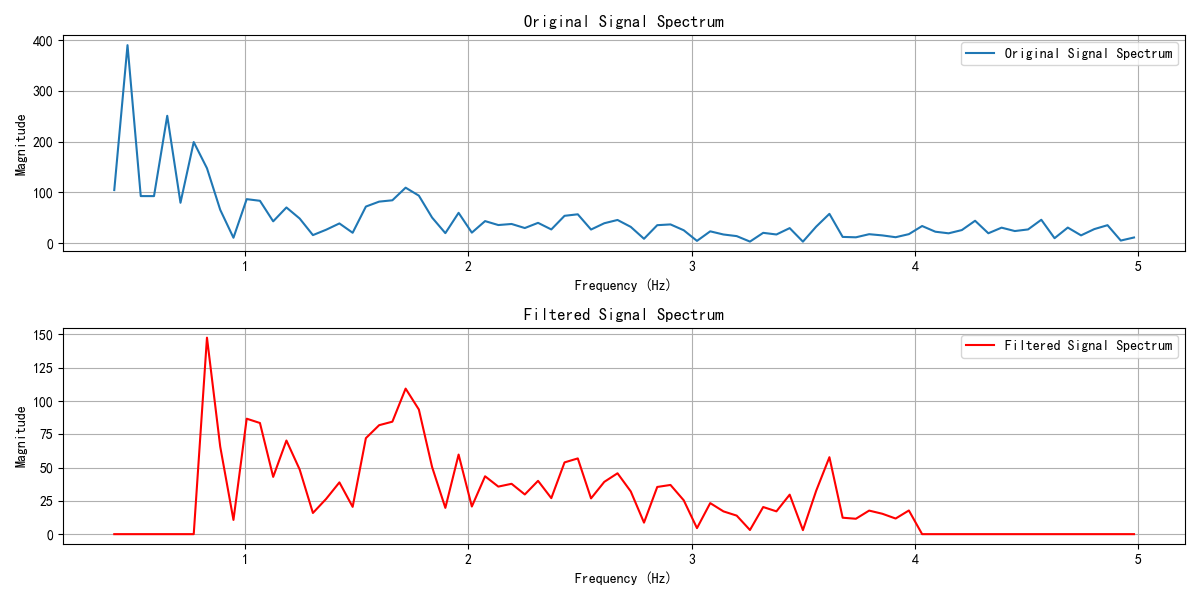 Original Signal Spectrum
400
300
200
100
0
Magnitude
Original Signal Spectrum
1 2 3 4 5
Frequency (Hz)
Filtered Signal Spectrum
150
125
100
75
50
25
0
Magnitude
Filtered Signal Spectrum
1 2 3 4 5
Frequency (Hz)